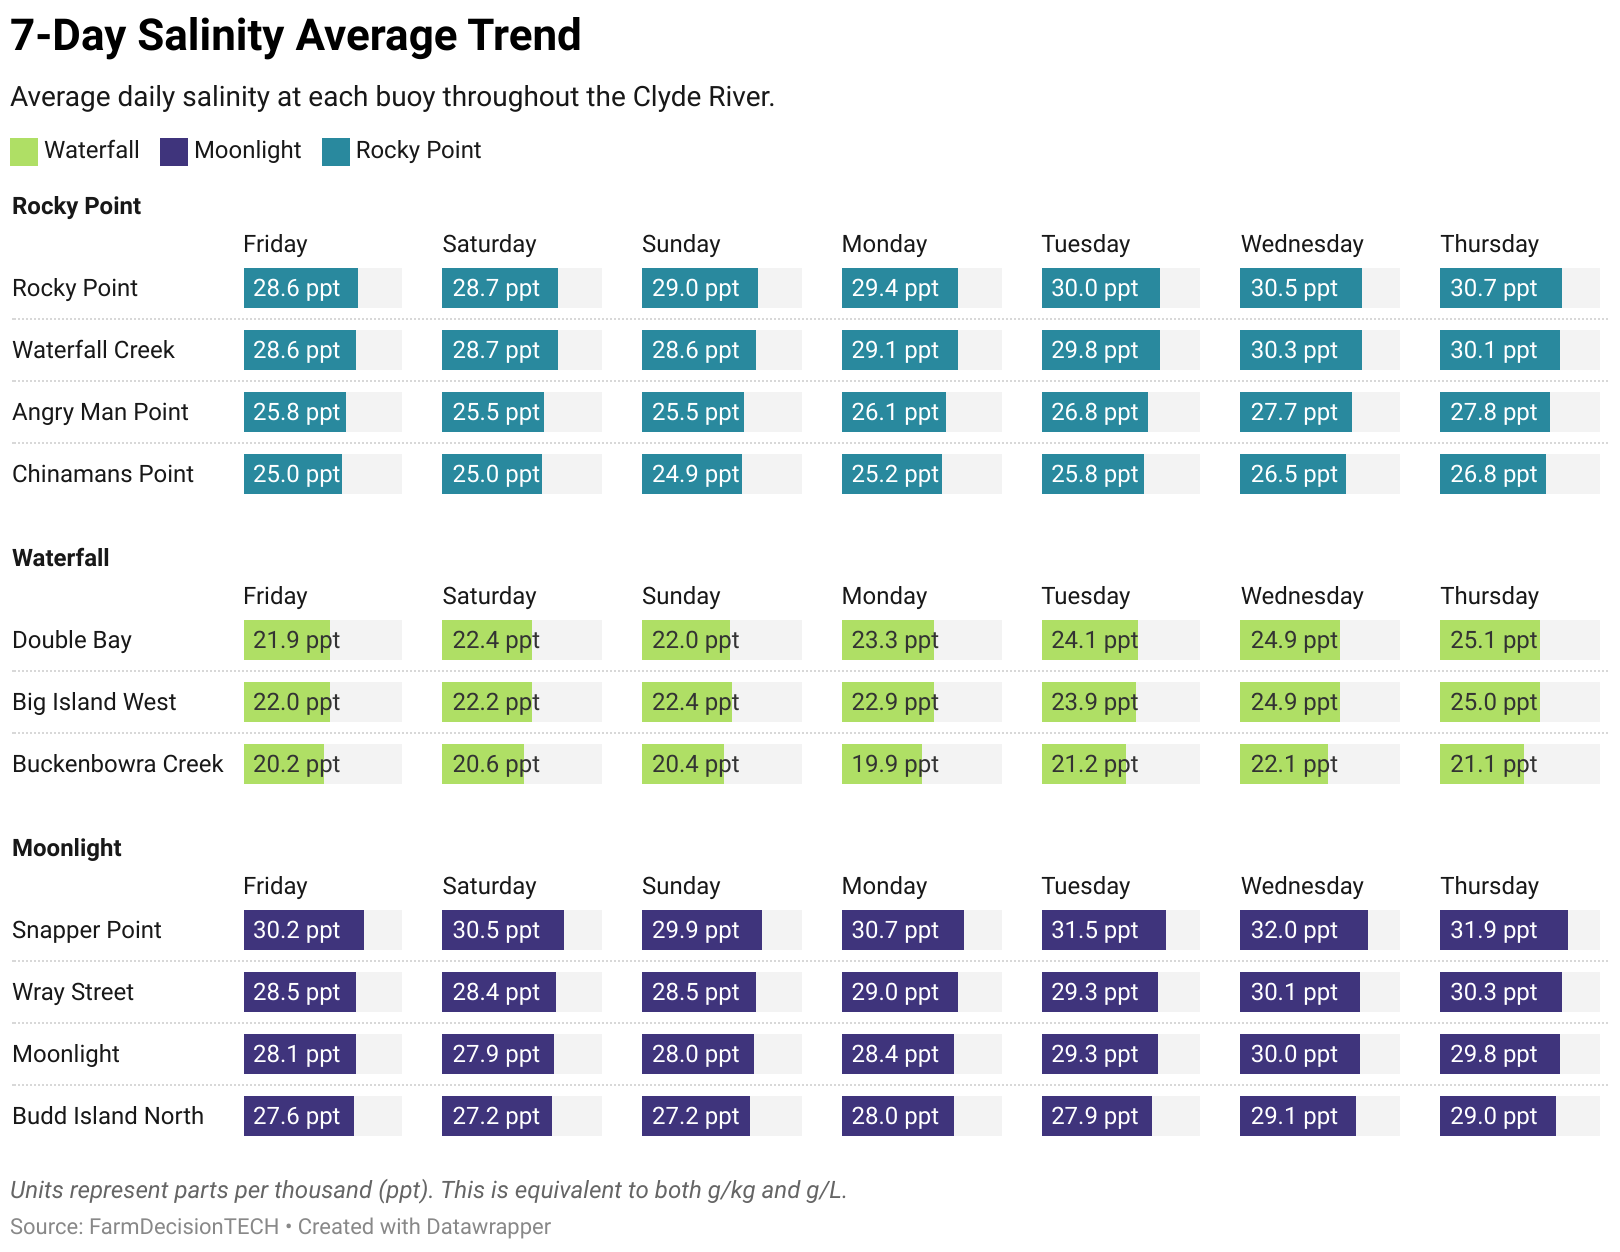 7-Day Salinity Average Trend
Average daily salinity at each buoy throughout the Clyde River.
Waterfall Moonlight Rocky Point
Rocky Point
Friday Saturday Sunday Monday Tuesday Wednesday Thursday
Rocky Point 28.6 ppt 28.7 ppt 29.0 ppt 29.4 ppt 30.0 ppt 30.5 ppt 30.7 ppt
Waterfall Creek 28.6 ppt 28.7 ppt 28.6 ppt 29.1 ppt 29.8 ppt 30.3 ppt 30.1 ppt
Angry Man Point 25.8 ppt 25.5 ppt 25.5 ppt 26.1 ppt 26.8 ppt 27.7 ppt 27.8 ppt
Chinamans Point 25.0 ppt 25.0 ppt 24.9 ppt 25.2 ppt 25.8 ppt 26.5 ppt 26.8 ppt
Waterfall
Friday Saturday Sunday Monday Tuesday Wednesday Thursday
Double Bay 21.9 ppt 22.4 ppt 22.0 ppt 23.3 ppt 24.1 ppt 24.9 ppt 25.1 ppt
Big Island West 22.0 ppt 22.2 ppt 22.4 ppt 22.9 ppt 23.9 ppt 24.9 ppt 25.0 ppt
Buckenbowra Creek 20.2 ppt 20.6 ppt 20.4 ppt 19.9 ppt 21.2 ppt 22.1 ppt 21.1 ppt
Moonlight
Friday Saturday Sunday Monday Tuesday Wednesday Thursday
Snapper Point 30.2 ppt 30.5 ppt 29.9 ppt 30.7 ppt 31.5 ppt 32.0 ppt 31.9 ppt
Wray Street 28.5 ppt 28.4 ppt 28.5 ppt 29.0 ppt 29.3 ppt 30.1 ppt 30.3 ppt
Moonlight 28.1 ppt 27.9 ppt 28.0 ppt 28.4 ppt 29.3 ppt 30.0 ppt 29.8 ppt
Budd Island North 27.6 ppt 27.2 ppt 27.2 ppt 28.0 ppt 27.9 ppt 29.1 ppt 29.0 ppt
Units represent parts per thousand (ppt). This is equivalent to both g/kg and g/L.
Source: FarmDecisionTECH • Created with Datawrapper